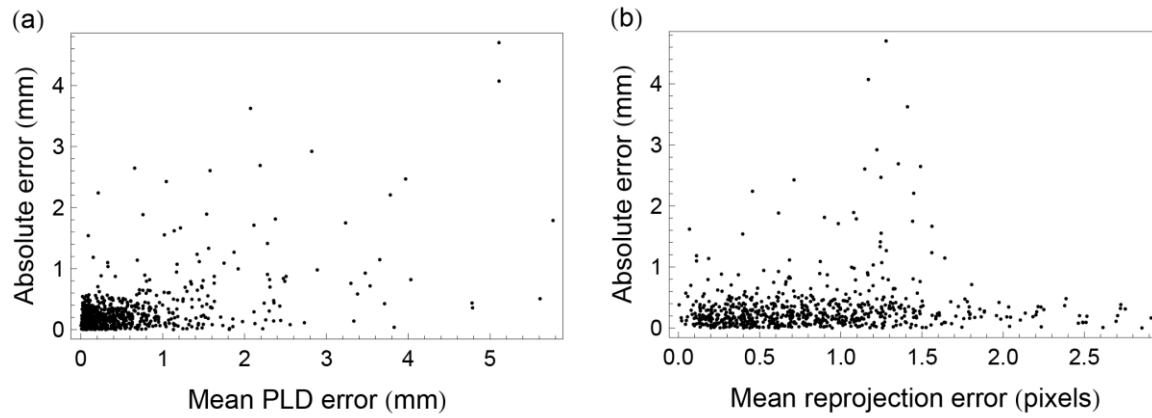 (a)
Absolute error (mm)
4
3
2
1
0
0 1 2 3 4 5
Mean PLD error (mm)
(b)
Absolute error (mm)
4
3
2
1
0
0.0 0.5 1.0 1.5 2.0 2.5
Mean reprojection error (pixels)